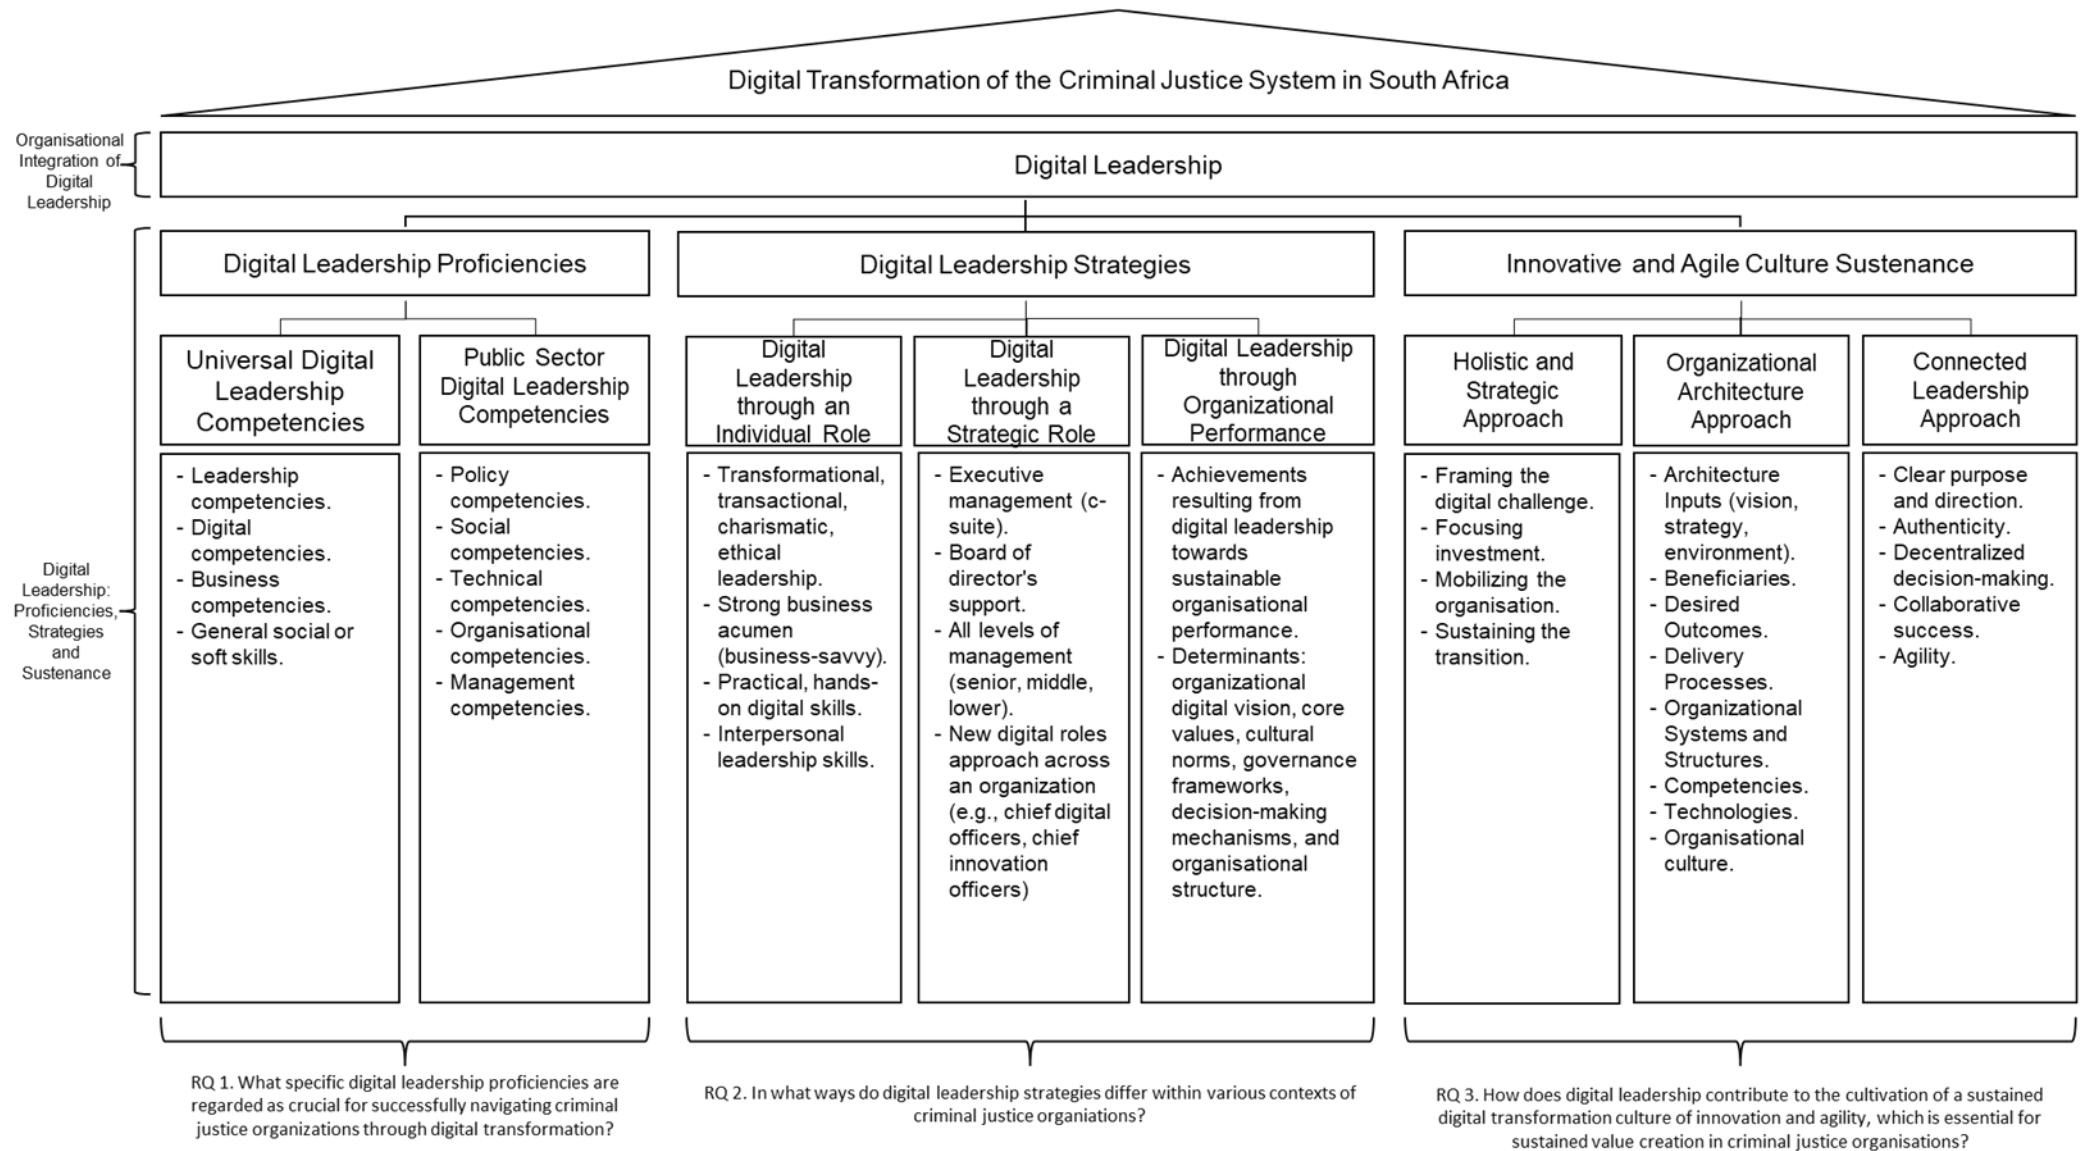 Digital Transformation of the Criminal Justice System in South Africa
Organisational
Integration of
Digital
Leadership
Digital Leadership
Digital
Leadership:
Proficiencies,
Strategies
and
Sustenance
Digital Leadership Proficiencies
Universal Digital
Leadership
Competencies
- Leadership
competencies.
- Digital
competencies.
- Business
competencies.
- General social or
soft skills.
Public Sector
Digital Leadership
Competencies
- Policy
competencies.
- Social
competencies.
- Technical
competencies.
- Organisational
competencies.
- Management
competencies.
RQ 1. What specific digital leadership proficiencies are
regarded as crucial for successfully navigating criminal
justice organizations through digital transformation?
Digital Leadership Strategies
Digital
Leadership
through an
Individual Role
- Transformational,
transactional,
charismatic,
ethical
leadership.
- Strong business
acumen
(business-savvy).
- Practical, hands-
on digital skills.
- Interpersonal
leadership skills.
Digital
Leadership
through a
Strategic Role
- Executive
management (c-
suite).
- Board of
director's
support.
- All levels of
management
(senior, middle,
lower).
- New digital roles
approach across
an organization
(e.g., chief digital
officers, chief
innovation
officers)
Digital Leadership
through
Organizational
Performance
- Achievements
resulting from
digital leadership
towards
sustainable
organisational
performance.
- Determinants:
organizational
digital vision, core
values, cultural
norms, governance
frameworks,
decision-making
mechanisms, and
organisational
structure.
RQ 2. In what ways do digital leadership strategies differ within various contexts of
criminal justice organiations?
Innovative and Agile Culture Sustenance
Holistic and
Strategic
Approach
- Framing the
digital challenge.
- Focusing
investment.
- Mobilizing the
organisation.
- Sustaining the
transition.
Organizational
Architecture
Approach
- Architecture
Inputs (vision,
strategy,
environment).
- Beneficiaries.
- Desired
Outcomes.
- Delivery
Processes.
- Organizational
Systems and
Structures.
- Competencies.
- Technologies.
- Organisational
culture.
Connected
Leadership
Approach
- Clear purpose
and direction.
- Authenticity.
- Decentralized
decision-making.
- Collaborative
success.
- Agility.
RQ 3. How does digital leadership contribute to the cultivation of a sustained
digital transformation culture of innovation and agility, which is essential for
sustained value creation in criminal justice organisations?